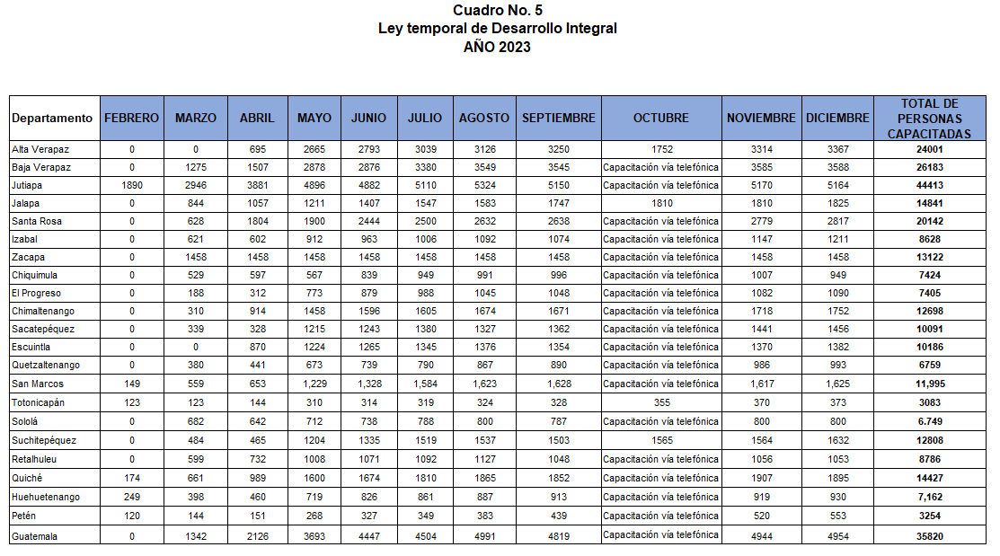 Cuadro No. 5
Ley temporal de Desarrollo Integral
AÑO 2023
Departamento FEBRERO MARZO ABRIL MAYO JUNIO JULIO AGOSTO SEPTIEMBRE OCTUBRE NOVIEMBRE DICIEMBRE TOTAL DE PERSONAS CAPACITADAS
Alta Verapaz 0 0 695 2665 2793 3039 3126 3250 1752 3314 3367 24001
Baja Verapaz 0 1275 1507 2878 2876 3380 3549 3545 Capacitación vía telefónica 3585 3588 26183
Jutiapa 1890 2946 3881 4896 4882 5110 5324 5150 Capacitación vía telefónica 5170 5164 44413
Jalapa 0 844 1057 1211 1407 1547 1583 1747 1810 1810 1825 14841
Santa Rosa 0 628 1804 1900 2444 2500 2632 2638 Capacitación vía telefónica 2779 2817 20142
Izabal 0 621 602 912 963 1006 1092 1074 Capacitación vía telefónica 1147 1211 8628
Zacapa 0 1458 1458 1458 1458 1458 1458 1458 Capacitación vía telefónica 1458 1458 13122
Chiquimula 0 529 597 567 839 949 991 996 Capacitación vía telefónica 1007 949 7424
El Progreso 0 188 312 773 879 988 1045 1048 Capacitación vía telefónica 1082 1090 7405
Chimaltenango 0 310 914 1458 1596 1605 1674 1671 Capacitación vía telefónica 1718 1752 12698
Sacatepéquez 0 339 328 1215 1243 1380 1327 1362 Capacitación vía telefónica 1441 1456 10091
Escuintla 0 0 870 1224 1265 1345 1376 1354 Capacitación vía telefónica 1370 1382 10186
Quetzaltenango 0 380 441 673 739 790 867 890 Capacitación vía telefónica 986 993 6759
San Marcos 149 559 653 1,229 1,328 1,584 1,623 1,628 Capacitación vía telefónica 1,617 1,625 11,995
Totonicapán 123 123 144 310 314 319 324 328 355 370 373 3083
Sololá 0 682 642 712 738 788 800 787 Capacitación vía telefónica 800 800 6.749
Suchitepéquez 0 484 465 1204 1335 1519 1537 1503 1565 1564 1632 12808
Retalhuleu 0 599 732 1008 1071 1092 1127 1048 Capacitación vía telefónica 1056 1053 8786
Quiché 174 661 989 1600 1674 1810 1865 1852 Capacitación vía telefónica 1907 1895 14427
Huehuetenango 249 398 460 719 826 861 887 913 Capacitación vía telefónica 919 930 7,162
Petén 120 144 151 268 327 349 383 439 Capacitación vía telefónica 520 553 3254
Guatemala 0 1342 2126 3693 4447 4504 4991 4819 Capacitación vía telefónica 4944 4954 35820